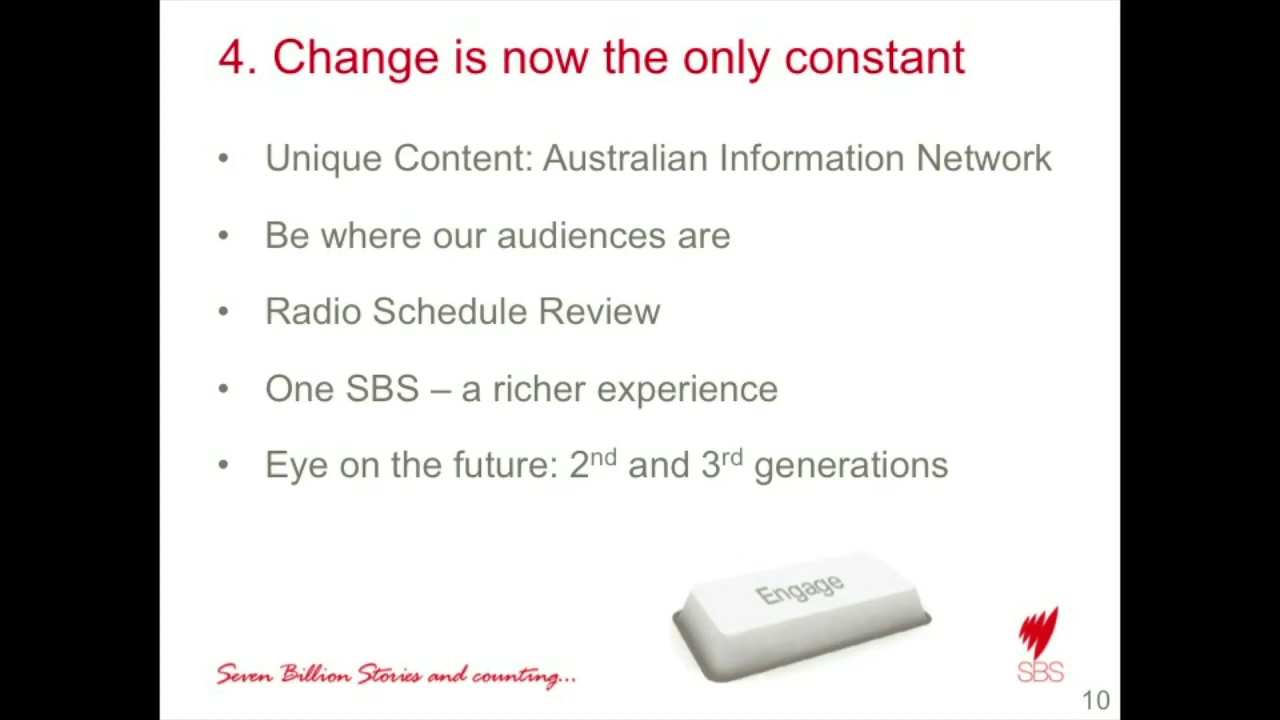 4. Change is now the only constant
• Unique Content: Australian Information Network
• Be where our audiences are
• Radio Schedule Review
• One SBS – a richer experience
• Eye on the future: 2nd and 3rd generations
Engage
Seven Billion Stories and counting...
SBS
10